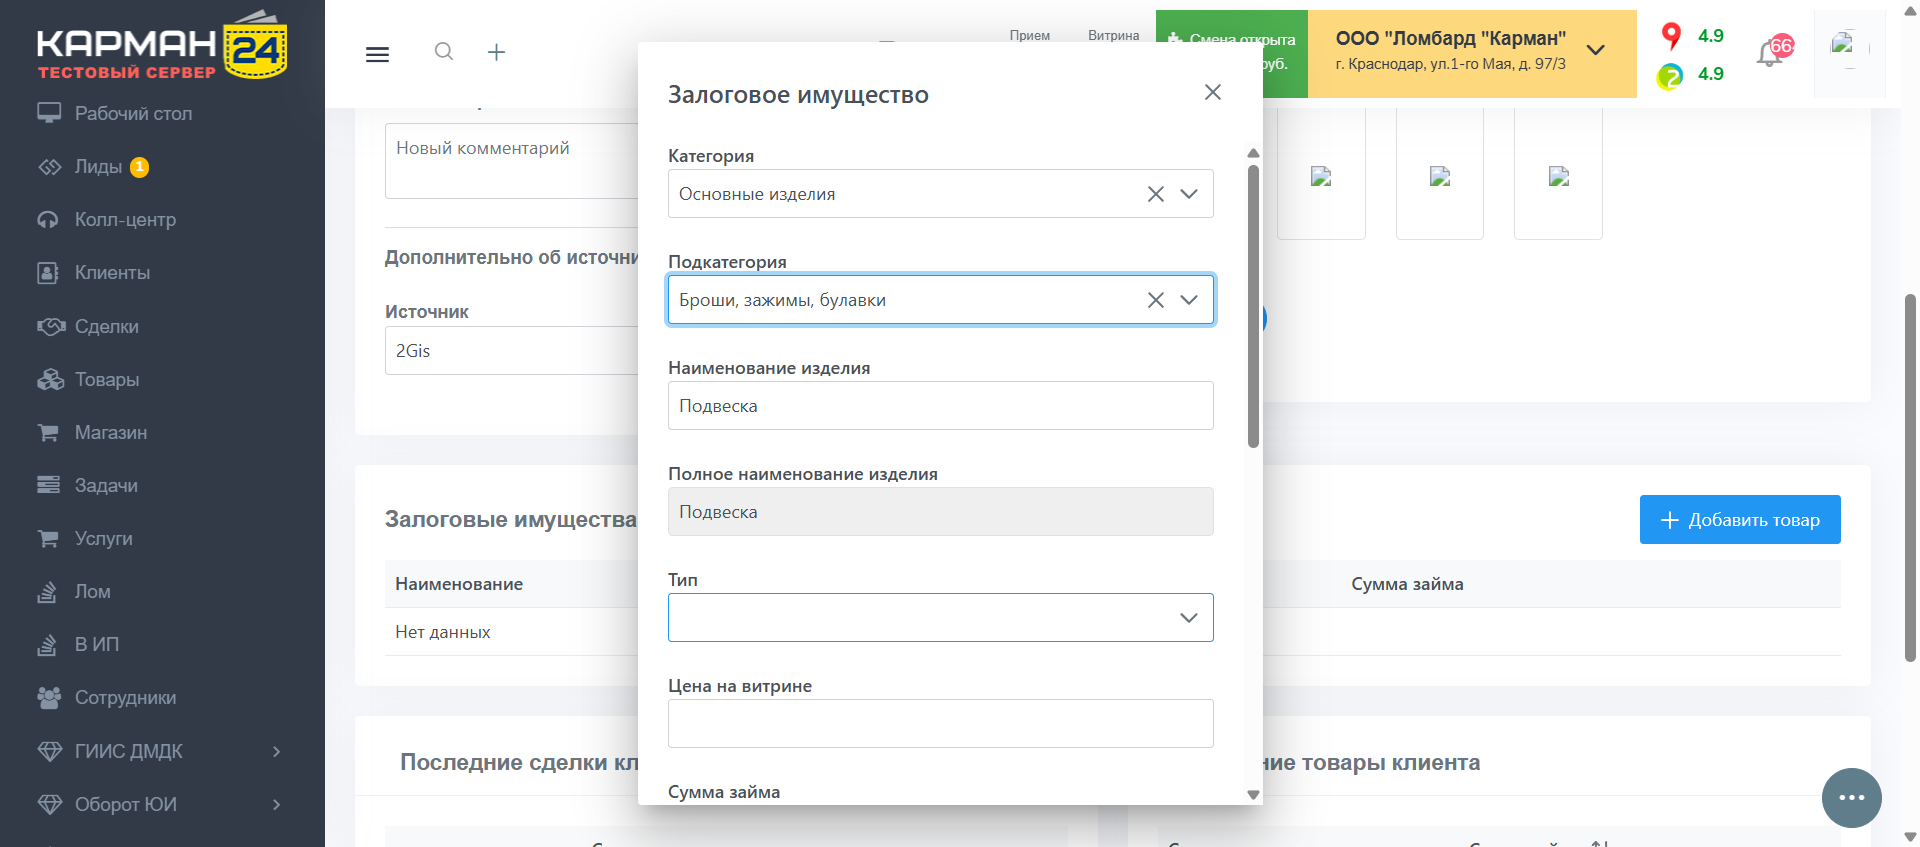 КАРМАН 24
ТЕСТОВЫЙ СЕРВЕР
Рабочий стол
Лиды 1
Колл-центр
Клиенты
Сделки
Товары
Магазин
Задачи
Услуги
Лом
В ИП
Сотрудники
ГИИС ДМДК
Оборот ЮИ
Прием
Витрина
Смена открыта
руб.
ООО "Ломбард "Карман"
г. Краснодар, ул.1-го Мая, д. 97/3
4.9
4.9
66
Новый комментарий
Дополнительно об источни
Источник
2Gis
Залоговые имущества
Добавить товар
Наименование
Сумма займа
Нет данных
Последние сделки кл
ние товары клиента
Залоговое имущество
Категория
Основные изделия
Подкатегория
Броши, зажимы, булавки
Наименование изделия
Подвеска
Полное наименование изделия
Подвеска
Тип
Цена на витрине
Сумма займа